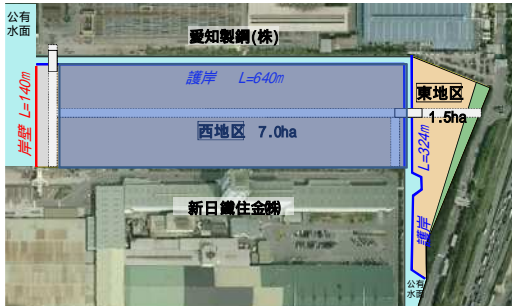 公有
水面
愛知製鋼(株)
護岸 L=640m
東地区
1.5ha
岸壁 L=140m
西地区 7.0ha
L=324m
護岸
新日鐵住金㈱
公有
水面